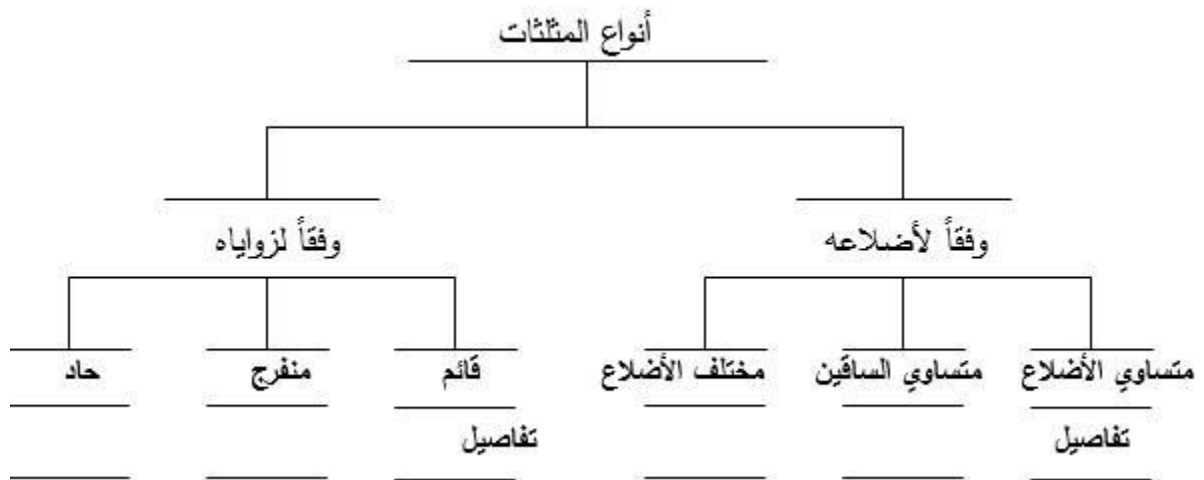 أنواع المثلثات
وفقاً لأضلاعه
وفقاً لزواياه
متساوي الأضلاع
متساوي الساقين
مختلف الأضلاع
قائم
منفرج
حاد
تفاصيل
تفاصيل